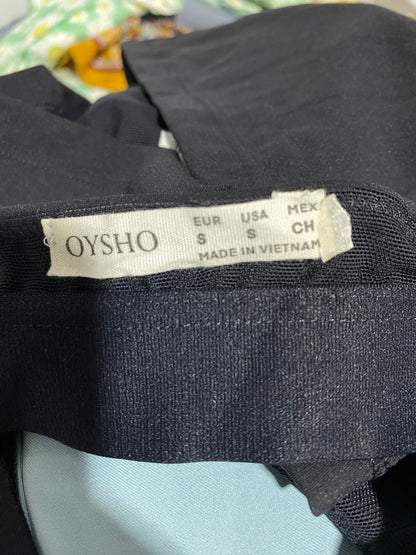 OYSHO
EUR USA MEX
S S CH
MADE IN VIETNAM